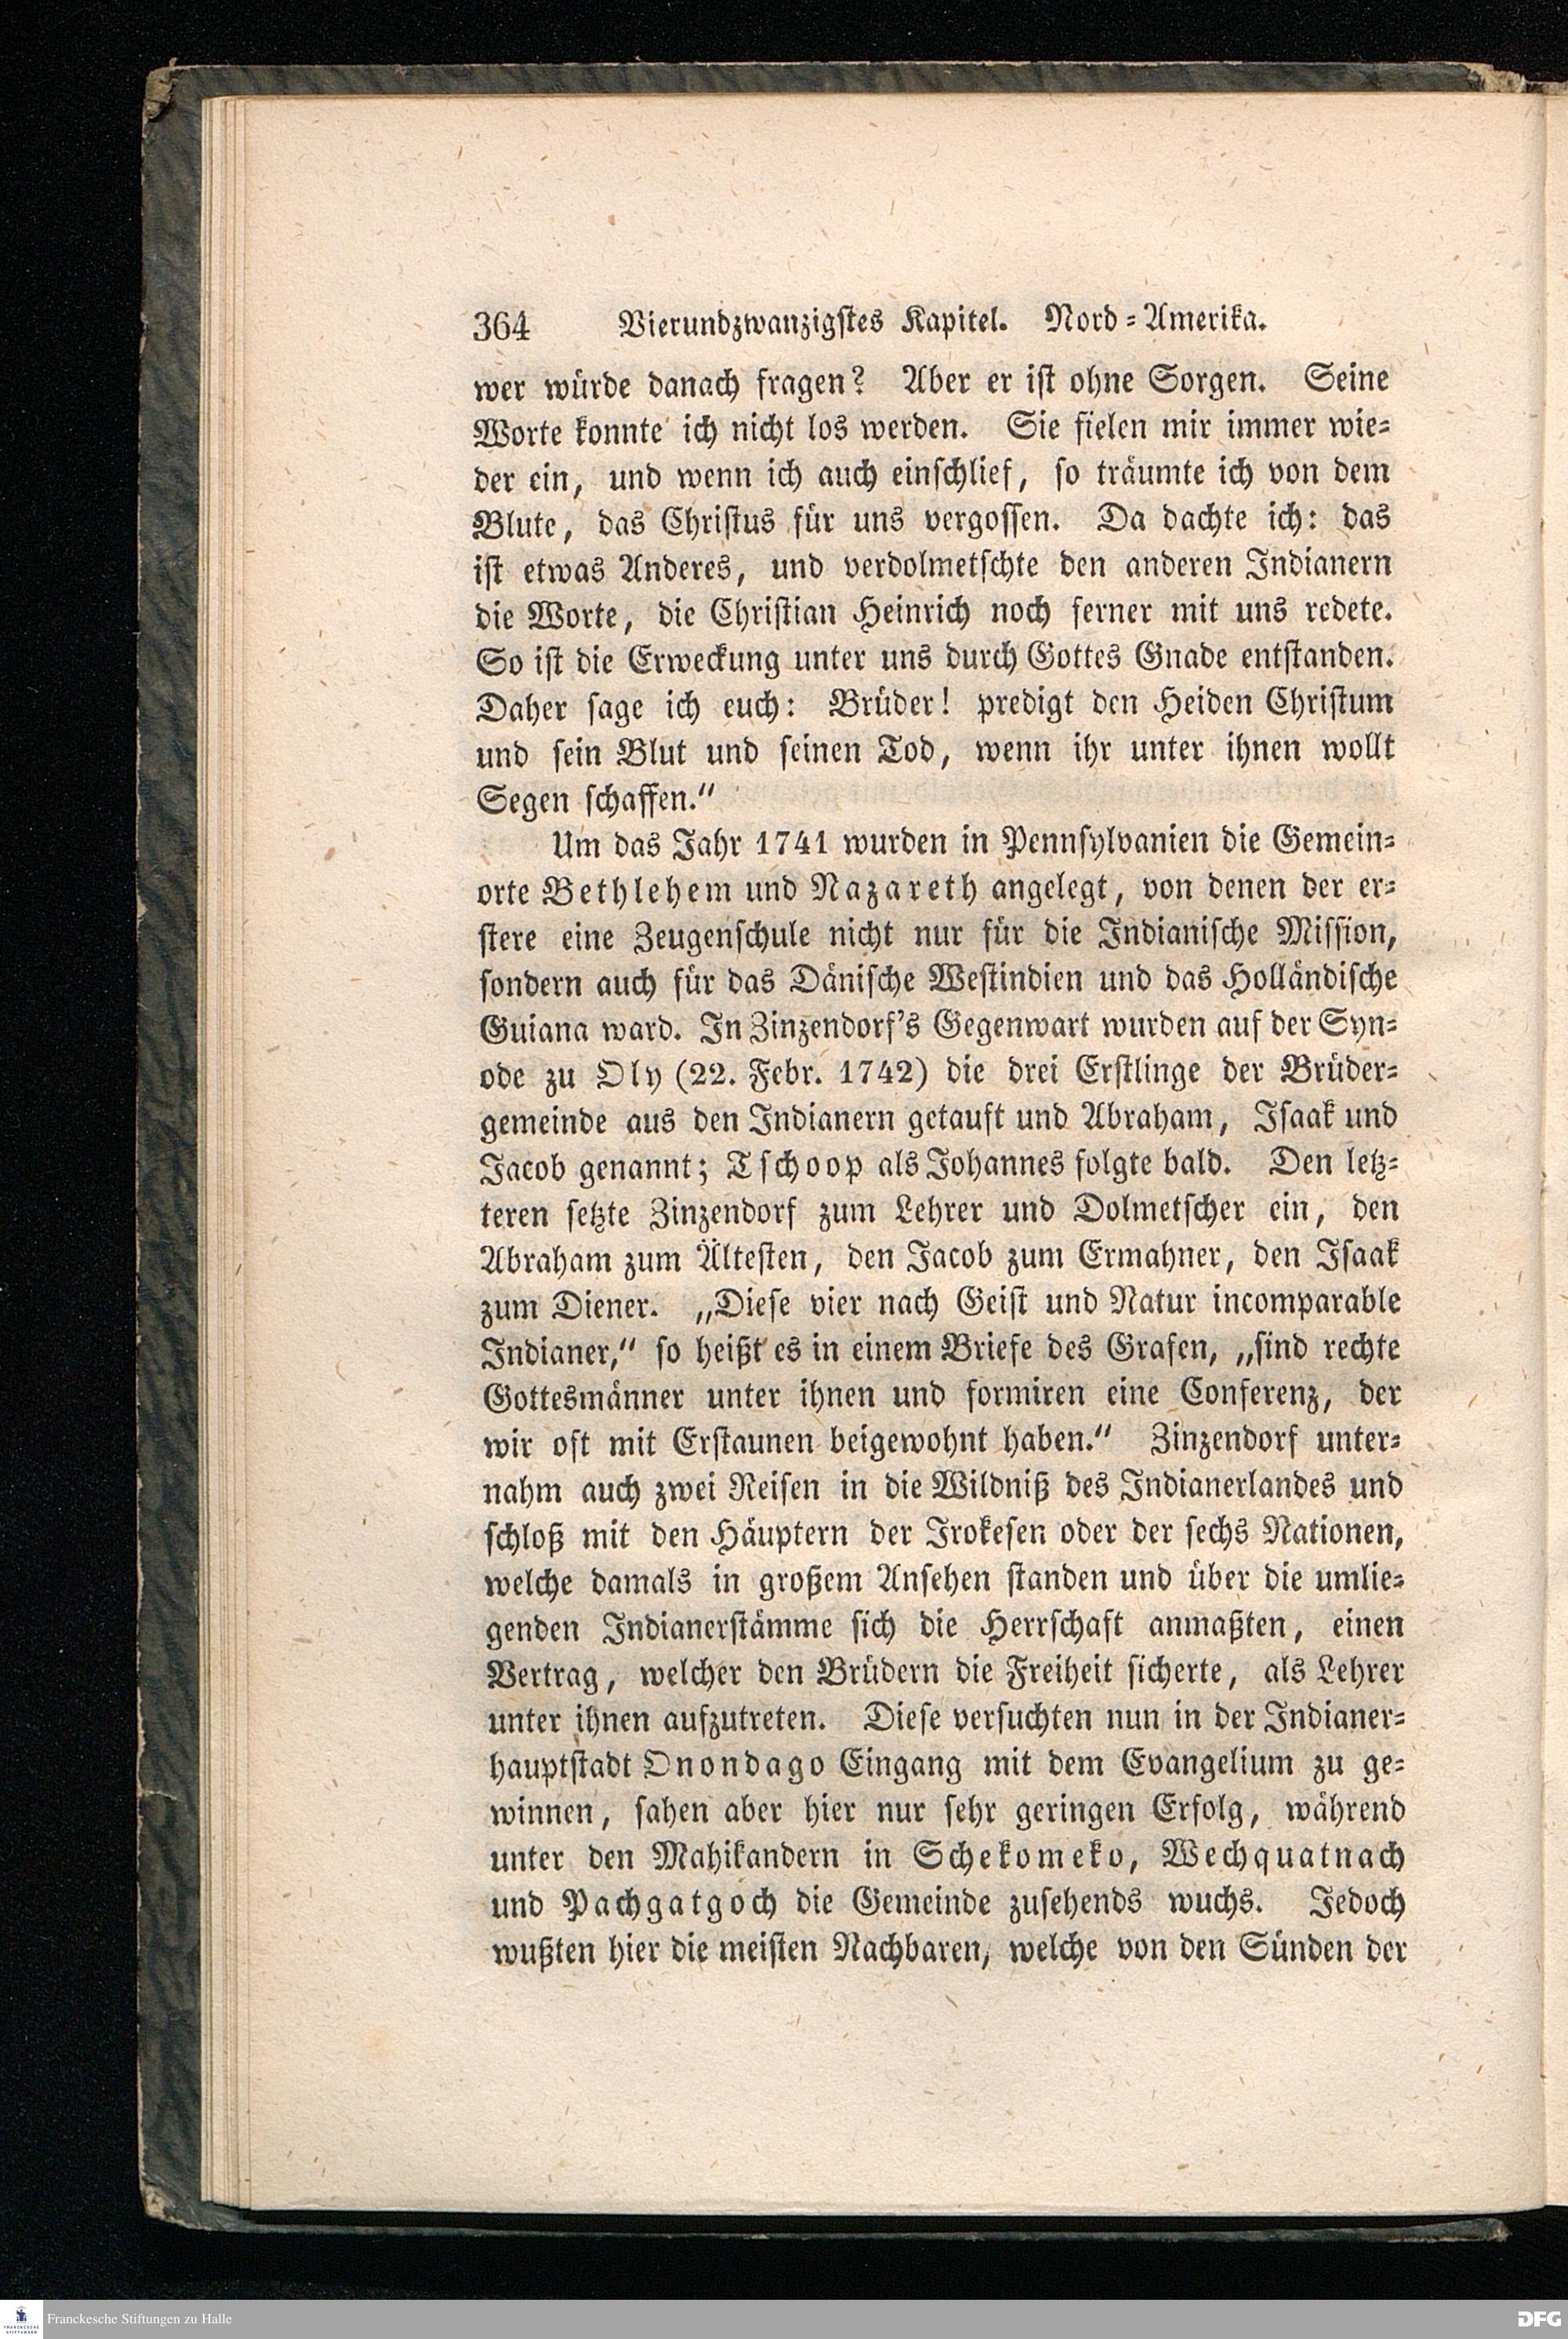 364 Vierundzwanzigstes Kapitel. Nord-Amerika.
wer würde danach fragen? Aber er ist ohne Sorgen. Seine
Worte konnte ich nicht los werden. Sie fielen mir immer wie-
der ein, und wenn ich auch einschlief, so träumte ich von dem
Blute, das Christus für uns vergossen. Da dachte ich: das
ist etwas Anderes, und verdolmetschte den anderen Indianern
die Worte, die Christian Heinrich noch ferner mit uns redete.
So ist die Erweckung unter uns durch Gottes Gnade entstanden.
Daher sage ich euch: Brüder! predigt den Heiden Christum
und sein Blut und seinen Tod, wenn ihr unter ihnen wollt
Segen schaffen.“
Um das Jahr 1741 wurden in Pennsylvanien die Gemein-
orte Bethlehem und Nazareth angelegt, von denen der er-
stere eine Zeugenschule nicht nur für die Indianische Mission,
sondern auch für das Dänische Westindien und das Holländische
Guiana ward. In Zinzendorf's Gegenwart wurden auf der Syn-
ode zu Oly (22. Febr. 1742) die drei Erstlinge der Brüder-
gemeinde aus den Indianern getauft und Abraham, Isaak und
Jacob genannt; Tschoop als Johannes folgte bald. Den letz-
teren setzte Zinzendorf zum Lehrer und Dolmetscher ein, den
Abraham zum Ältesten, den Jacob zum Ermahner, den Isaak
zum Diener. „Diese vier nach Geist und Natur incomparable
Indianer,“ so heißt es in einem Briefe des Grafen, „sind rechte
Gottesmänner unter ihnen und formiren eine Conferenz, der
wir oft mit Erstaunen beigewohnt haben.“ Zinzendorf unter-
nahm auch zwei Reisen in die Wildniß des Indianerlandes und
schloß mit den Häuptern der Irokesen oder der sechs Nationen,
welche damals in großem Ansehen standen und über die umlie-
genden Indianerstämme sich die Herrschaft anmaßten, einen
Vertrag, welcher den Brüdern die Freiheit sicherte, als Lehrer
unter ihnen aufzutreten. Diese versuchten nun in der Indianer-
hauptstadt Onondago Eingang mit dem Evangelium zu ge-
winnen, sahen aber hier nur sehr geringen Erfolg, während
unter den Mahikandern in Schekomeko, Wechquatnach
und Pachgatgoch die Gemeinde zusehends wuchs. Jedoch
wußten hier die meisten Nachbaren, welche von den Sünden der
FRANCKESCHE STIFTUNGEN
Franckesche Stiftungen zu Halle
DFG